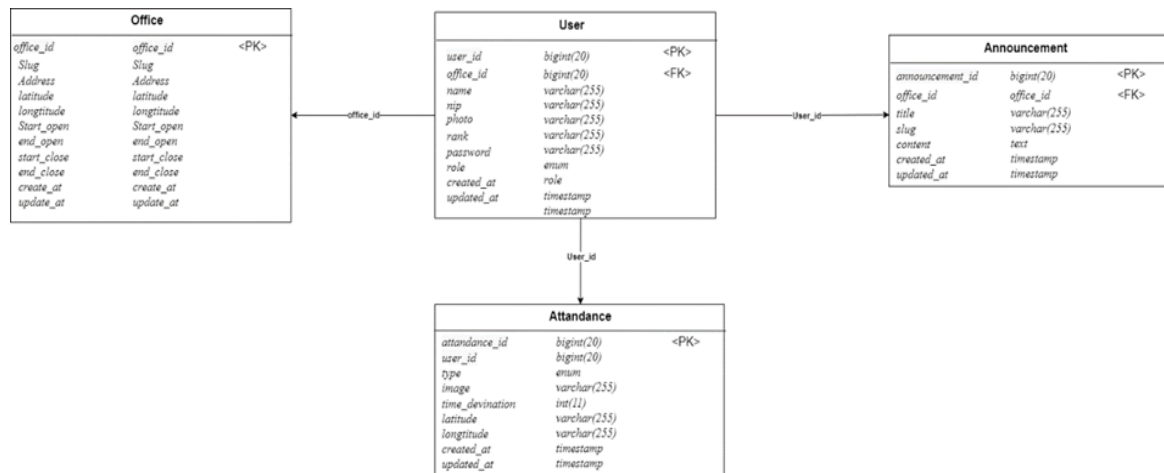 Office
office_id office_id <PK>
Slug Slug
Address Address
latitude latitude
longtitude longtitude
Start_open Start_open
end_open end_open
start_close start_close
end_close end_close
create_at create_at
update_at update_at
office_id
User
user_id bigint(20) <PK>
office_id bigint(20) <FK>
name varchar(255)
nip varchar(255)
photo varchar(255)
rank varchar(255)
password varchar(255)
role enum
created_at role
updated_at timestamp
timestamp
User_id
Announcement
announcement_id bigint(20) <PK>
office_id office_id <FK>
title varchar(255)
slug varchar(255)
content text
created_at timestamp
updated_at timestamp
User_id
Attandance
attandance_id bigint(20) <PK>
user_id bigint(20)
type enum
image varchar(255)
time_devination int(11)
latitude varchar(255)
longtitude varchar(255)
created_at timestamp
updated_at timestamp